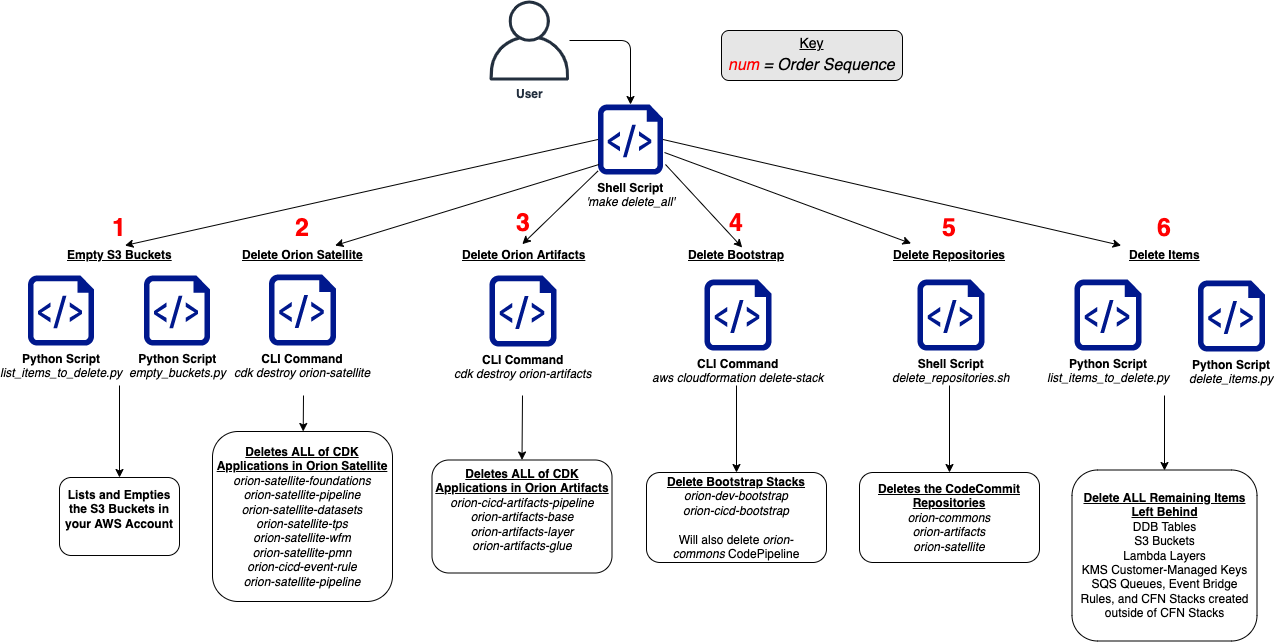 Key
num = Order Sequence
User
Shell Script
'make delete_all'
1
Empty S3 Buckets
Python Script
list_items_to_delete.py
Python Script
empty_buckets.py
Lists and Empties
the S3 Buckets in
your AWS Account
2
Delete Orion Satellite
CLI Command
cdk destroy orion-satellite
Deletes ALL of CDK
Applications in Orion Satellite
orion-satellite-foundations
orion-satellite-pipeline
orion-satellite-datasets
orion-satellite-tps
orion-satellite-wfm
orion-satellite-pmn
orion-cicd-event-rule
orion-satellite-pipeline
3
Delete Orion Artifacts
CLI Command
cdk destroy orion-artifacts
Deletes ALL of CDK
Applications in Orion Artifacts
orion-cicd-artifacts-pipeline
orion-artifacts-base
orion-artifacts-layer
orion-artifacts-glue
4
Delete Bootstrap
CLI Command
aws cloudformation delete-stack
Delete Bootstrap Stacks
orion-dev-bootstrap
orion-cicd-bootstrap
Will also delete orion-
commons CodePipeline
5
Delete Repositories
Shell Script
delete_repositories.sh
Deletes the CodeCommit
Repositories
orion-commons
orion-artifacts
orion-satellite
6
Delete Items
Python Script
list_items_to_delete.py
Python Script
delete_items.py
Delete ALL Remaining Items
Left Behind
DDB Tables
S3 Buckets
Lambda Layers
KMS Customer-Managed Keys
SQS Queues, Event Bridge
Rules, and CFN Stacks created
outside of CFN Stacks